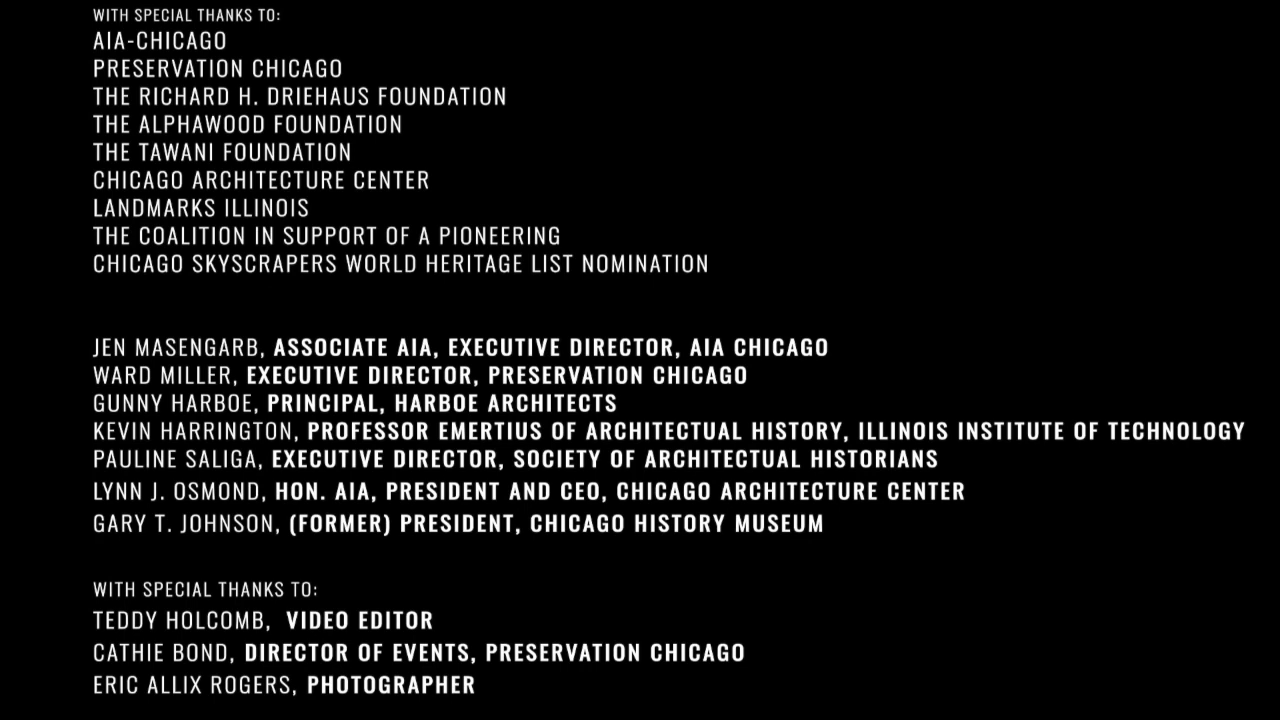 WITH SPECIAL THANKS TO:
AIA-CHICAGO
PRESERVATION CHICAGO
THE RICHARD H. DRIEHAUS FOUNDATION
THE ALPHAWOOD FOUNDATION
THE TAWANI FOUNDATION
CHICAGO ARCHITECTURE CENTER
LANDMARKS ILLINOIS
THE COALITION IN SUPPORT OF A PIONEERING
CHICAGO SKYSCRAPERS WORLD HERITAGE LIST NOMINATION
JEN MASENGARB, ASSOCIATE AIA, EXECUTIVE DIRECTOR, AIA CHICAGO
WARD MILLER, EXECUTIVE DIRECTOR, PRESERVATION CHICAGO
GUNNY HARBOE, PRINCIPAL, HARBOE ARCHITECTS
KEVIN HARRINGTON, PROFESSOR EMERTIUS OF ARCHITECTUAL HISTORY, ILLINOIS INSTITUTE OF TECHNOLOGY
PAULINE SALIGA, EXECUTIVE DIRECTOR, SOCIETY OF ARCHITECTUAL HISTORIANS
LYNN J. OSMOND, HON. AIA, PRESIDENT AND CEO, CHICAGO ARCHITECTURE CENTER
GARY T. JOHNSON, (FORMER) PRESIDENT, CHICAGO HISTORY MUSEUM
WITH SPECIAL THANKS TO:
TEDDY HOLCOMB, VIDEO EDITOR
CATHIE BOND, DIRECTOR OF EVENTS, PRESERVATION CHICAGO
ERIC ALLIX ROGERS, PHOTOGRAPHER